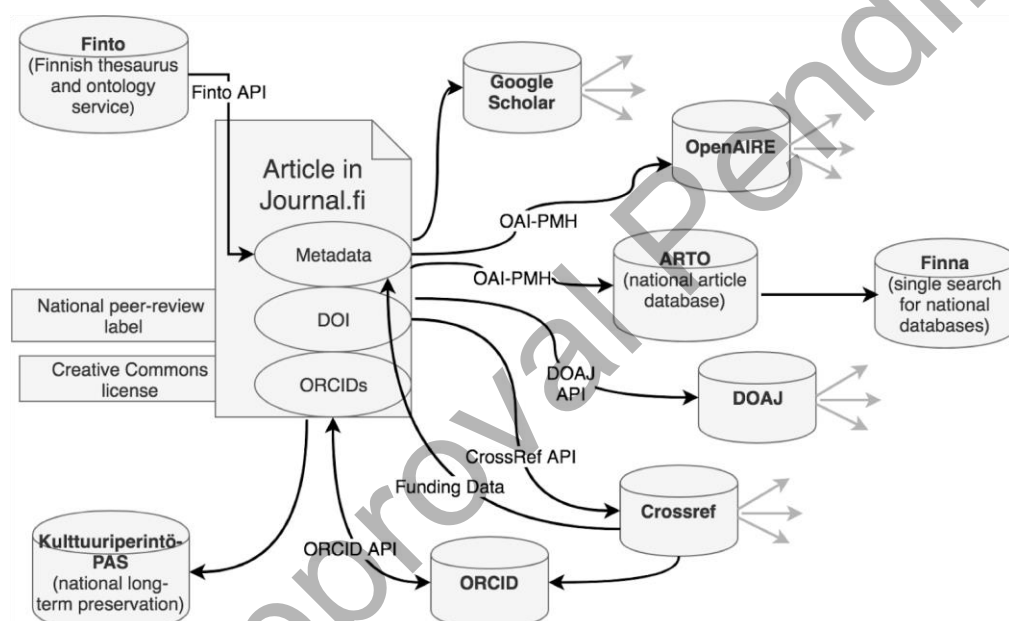 Finto
(Finnish thesaurus
and ontology
service)
Finto API
Google
Scholar
OpenAIRE
Article in
Journal.fi
OAI-PMH
Metadata
OAI-PMH
ARTO
(national article
database)
Finna
(single search
for national
databases)
National peer-review
label
DOI
Creative Commons
license
ORCIDs
DOAJ
API
DOAJ
CrossRef API
Funding Data
Crossref
Kulttuuriperintö-
PAS
(national long-
term preservation)
ORCID API
ORCID
proval Pendi